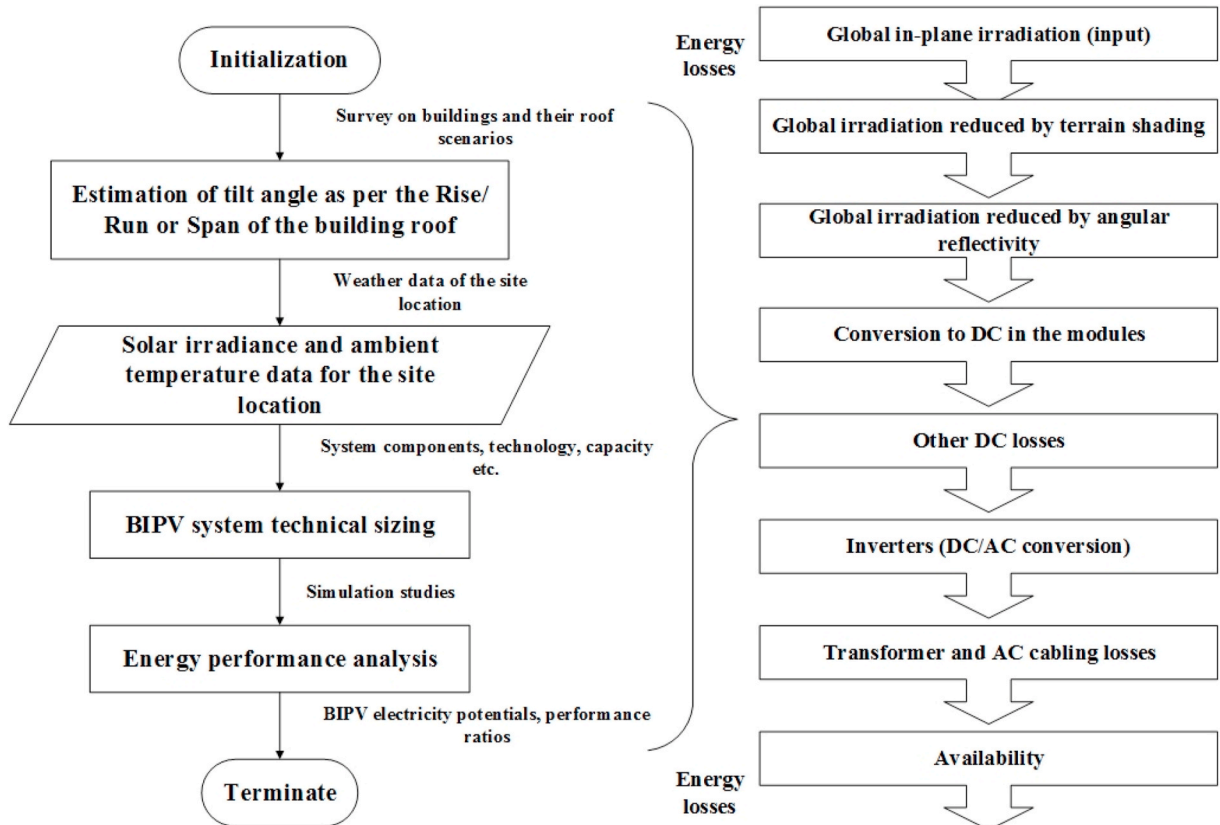 Initialization
Survey on buildings and their roof
scenarios
Estimation of tilt angle as per the Rise/
Run or Span of the building roof
Weather data of the site
location
Solar irradiance and ambient
temperature data for the site
location
System components, technology, capacity
etc.
BIPV system technical sizing
Simulation studies
Energy performance analysis
BIPV electricity potentials, performance
ratios
Terminate
Energy
losses
Global in-plane irradiation (input)
Global irradiation reduced by terrain shading
Global irradiation reduced by angular
reflectivity
Conversion to DC in the modules
Other DC losses
Inverters (DC/AC conversion)
Transformer and AC cabling losses
Availability
Energy
losses